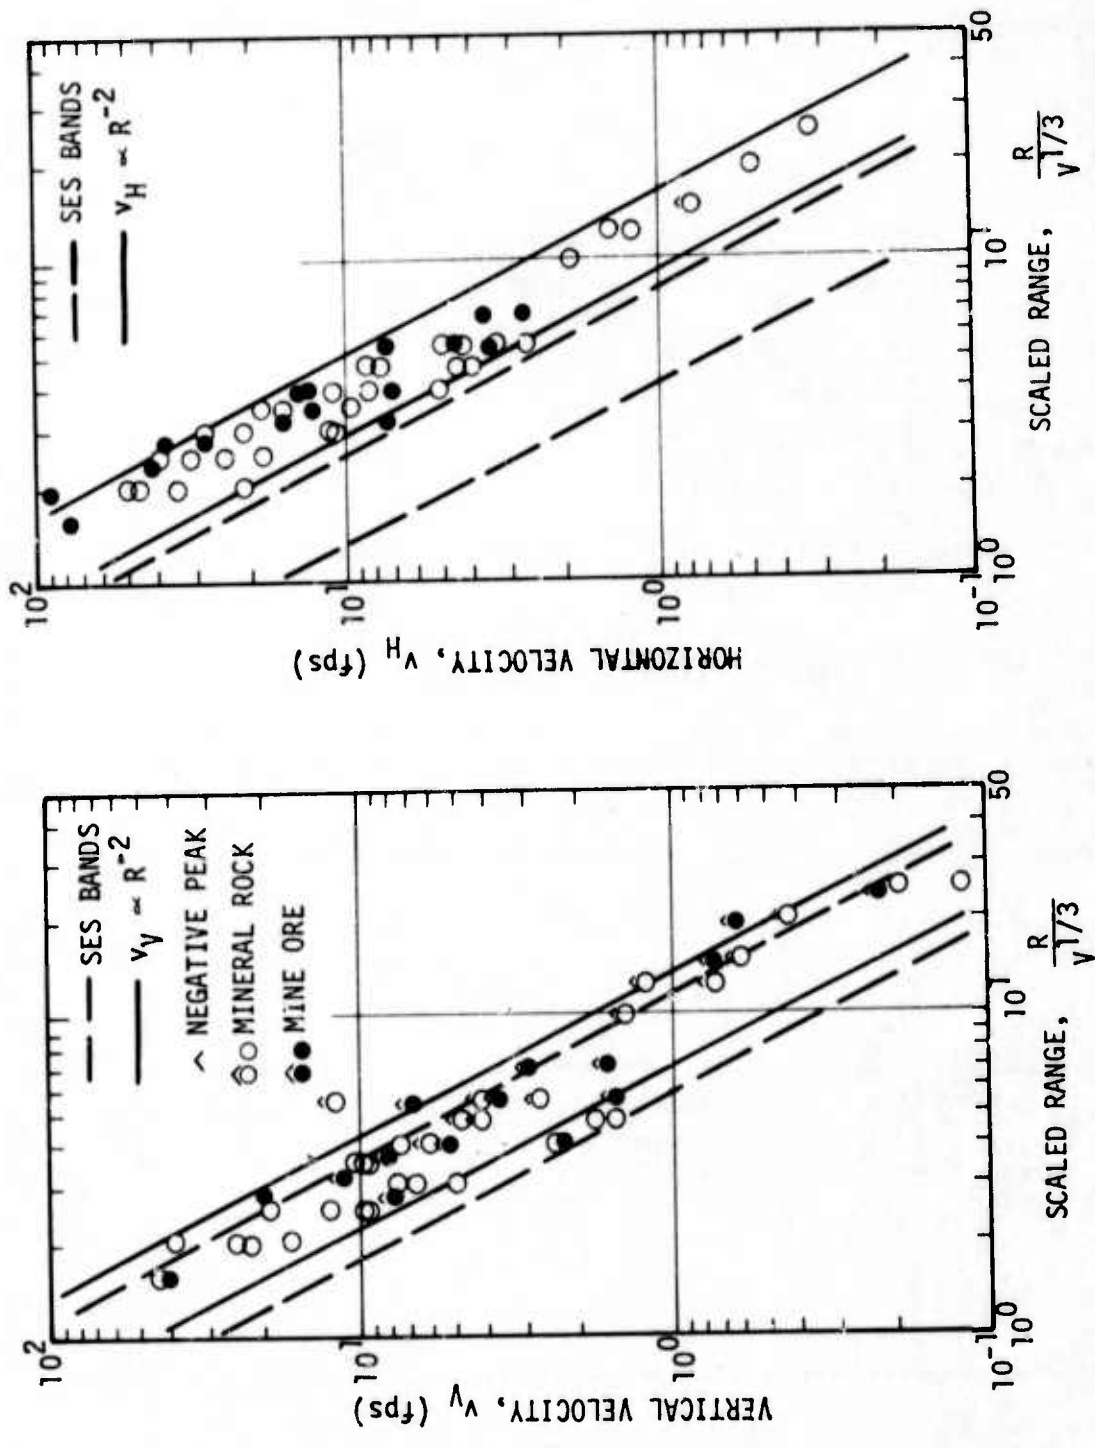 SES BANDS
v_V ∝ R^-2
^ NEGATIVE PEAK
MINERAL ROCK
MINE ORE
10^2
10^1
10^0
10^-1
VERTICAL VELOCITY, v_V (fps)
10^0
10^1
50
SCALED RANGE, R/V^1/3
SES BANDS
v_H ∝ R^-2
10^2
10^1
10^0
10^-1
HORIZONTAL VELOCITY, v_H (fps)
10^0
10^1
50
SCALED RANGE, R/V^1/3